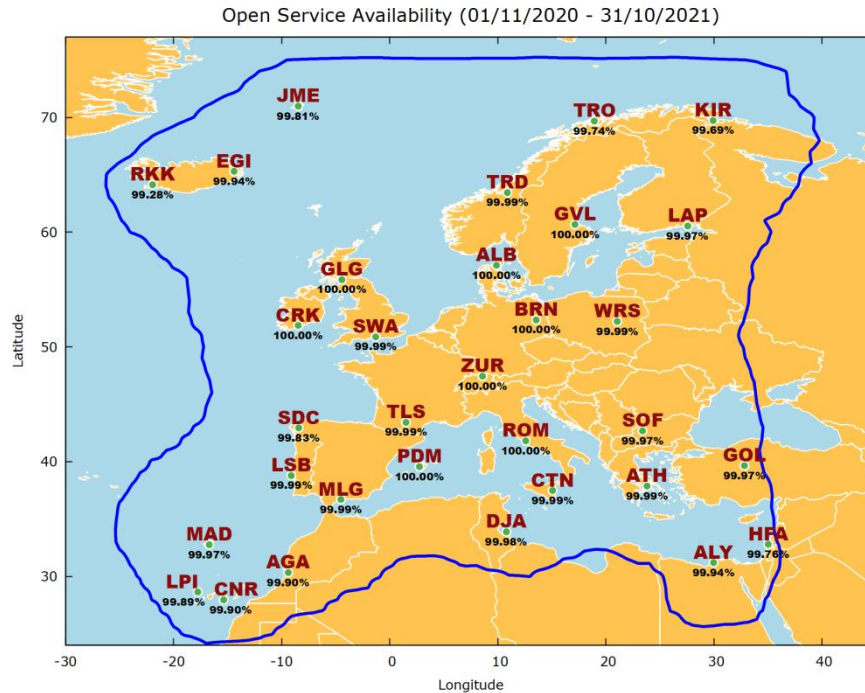 Open Service Availability (01/11/2020 - 31/10/2021)
70
60
50
40
30
Latitude
JME
99.81%
TRO
99.74%
KIR
99.69%
EGI
99.94%
RKK
99.28%
TRD
99.99%
GVL
100.00%
LAP
99.97%
ALB
100.00%
GLG
100.00%
CRK
100.00%
SWA
99.99%
BRN
100.00%
WRS
99.99%
ZUR
100.00%
SDC
99.83%
TLS
99.99%
ROM
100.00%
SOF
99.97%
LSB
99.99%
PDM
100.00%
GOL
99.97%
MLG
99.99%
CTN
99.99%
ATH
99.99%
MAD
99.97%
DJA
99.98%
HFA
99.76%
AGA
99.90%
ALY
99.94%
LPI
99.89%
CNR
99.90%
-30 -20 -10 0 10 20 30 40
Longitude